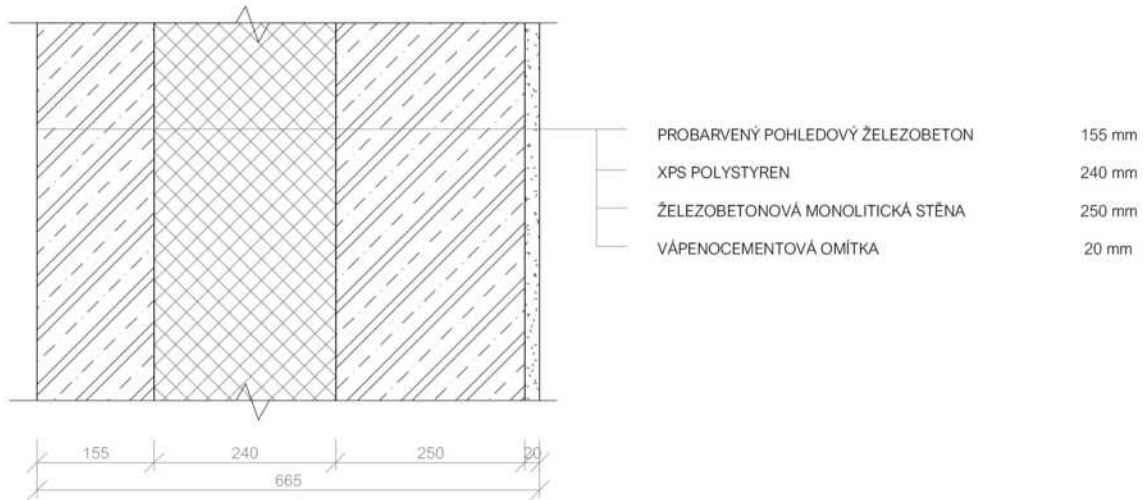 PROBARVENÝ POHLEDOVÝ ŽELEZOBETON 155 mm
XPS POLYSTYREN 240 mm
ŽELEZOBETONOVÁ MONOLITICKÁ STĚNA 250 mm
VÁPENOCEMENTOVÁ OMÍTKA 20 mm
155 240 250 20
665